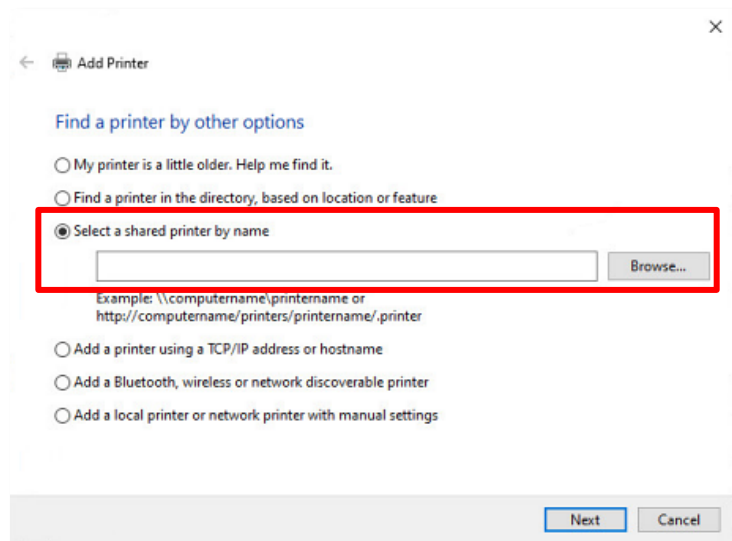 Add Printer
Find a printer by other options
My printer is a little older. Help me find it.
Find a printer in the directory, based on location or feature
Select a shared printer by name
Browse...
Example: \\computername\printername or
http://computername/printers/printername/.printer
Add a printer using a TCP/IP address or hostname
Add a Bluetooth, wireless or network discoverable printer
Add a local printer or network printer with manual settings
Next Cancel